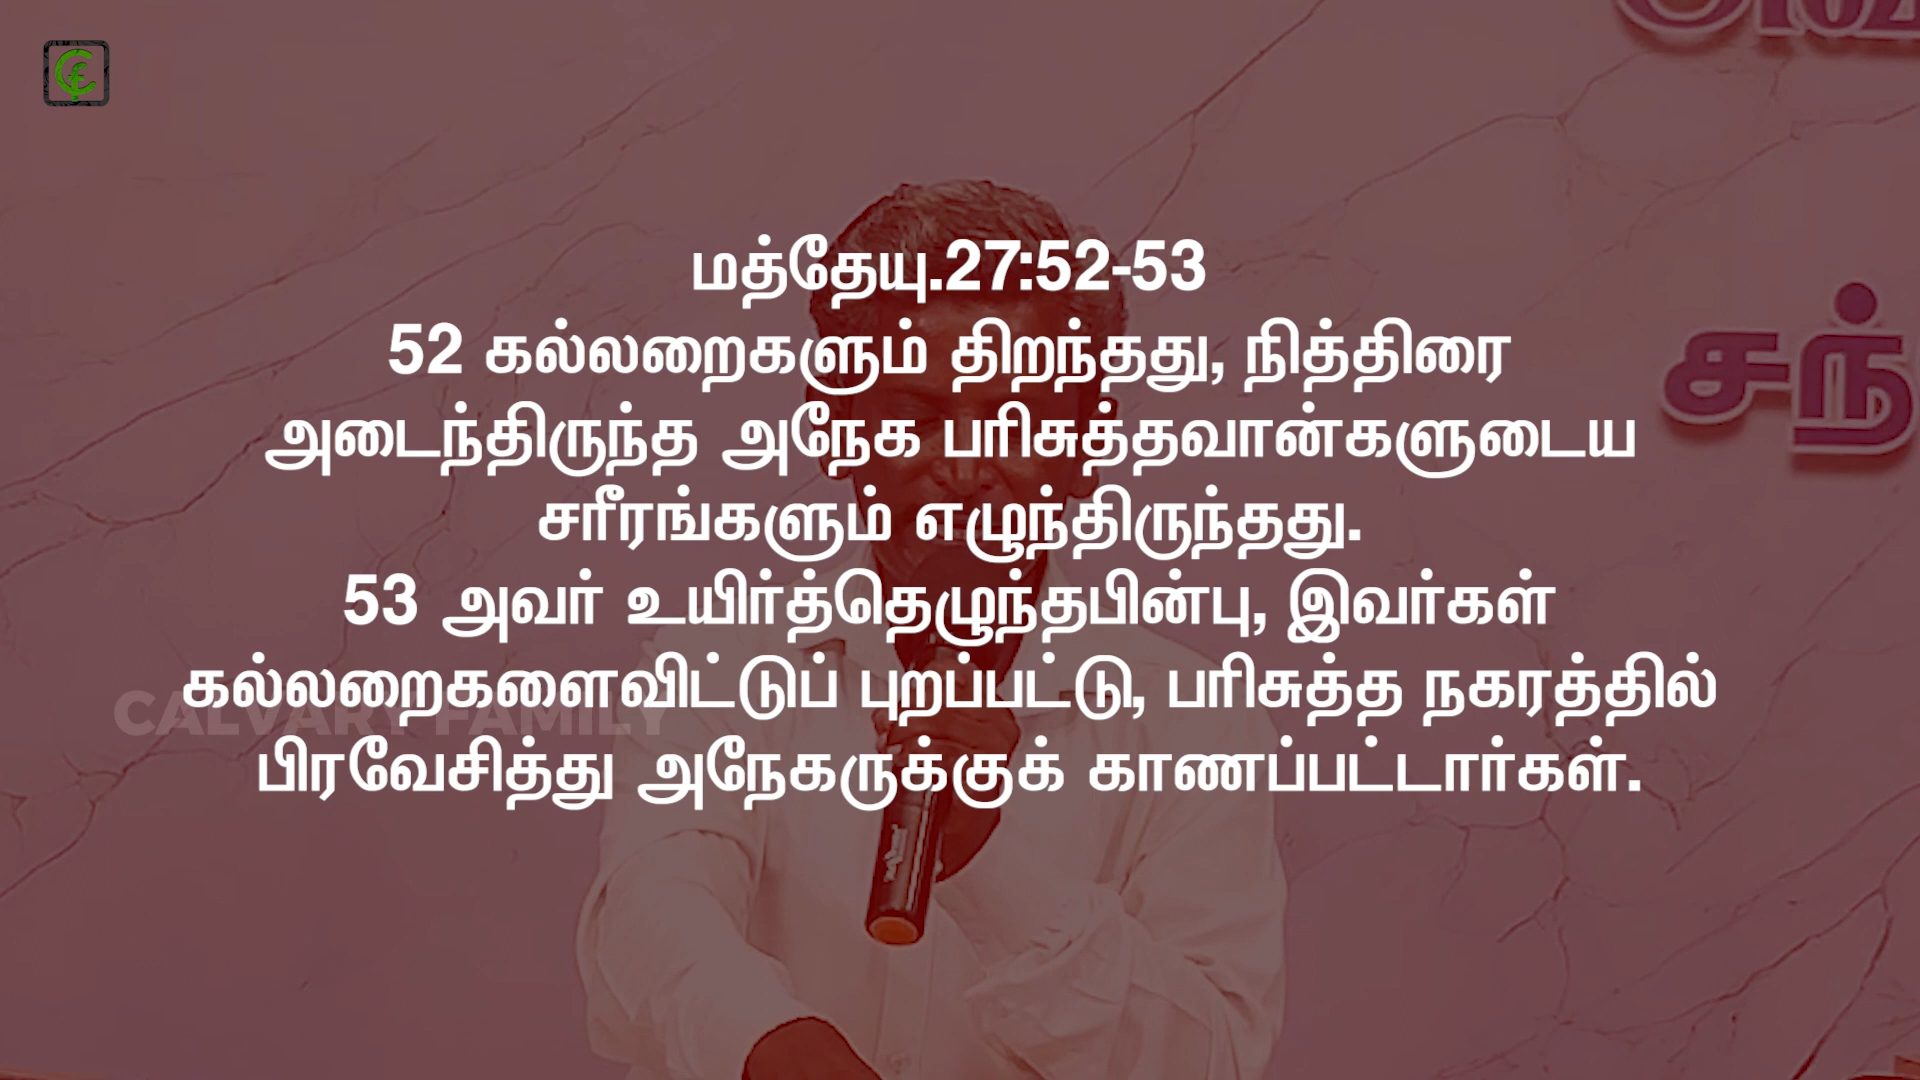 மத்தேயு.27:52-53
52 கல்லறைகளும் திறந்தது, நித்திரை
அடைந்திருந்த அநேக பரிசுத்தவான்களுடைய
சரீரங்களும் எழுந்திருந்தது.
53 அவர் உயிர்த்தெழுந்தபின்பு, இவர்கள்
கல்லறைகளைவிட்டுப் புறப்பட்டு, பரிசுத்த நகரத்தில்
பிரவேசித்து அநேகருக்குக் காணப்பட்டார்கள்.
CALVARY FAMILY
சந்